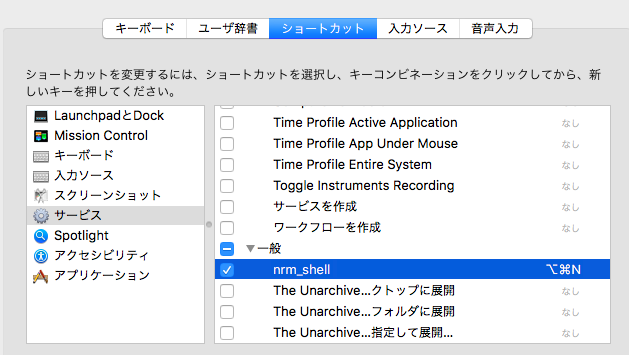 キーボード ユーザ辞書 ショートカット 入力ソース 音声入力
ショートカットを変更するには、ショートカットを選択し、キーコンビネーションをクリックしてから、新
しいキーを押してください。
LaunchpadとDock
Mission Control
キーボード
入力ソース
スクリーンショット
サービス
Spotlight
アクセシビリティ
アプリケーション
Time Profile Active Application なし
Time Profile App Under Mouse なし
Time Profile Entire System なし
Toggle Instruments Recording なし
サービスを作成 なし
ワークフローを作成 なし
一般
nrm_shell ⌥⌘N
The Unarchive...クトップに展開 なし
The Unarchive...フォルダに展開 なし
The Unarchive...指定して展開... なし